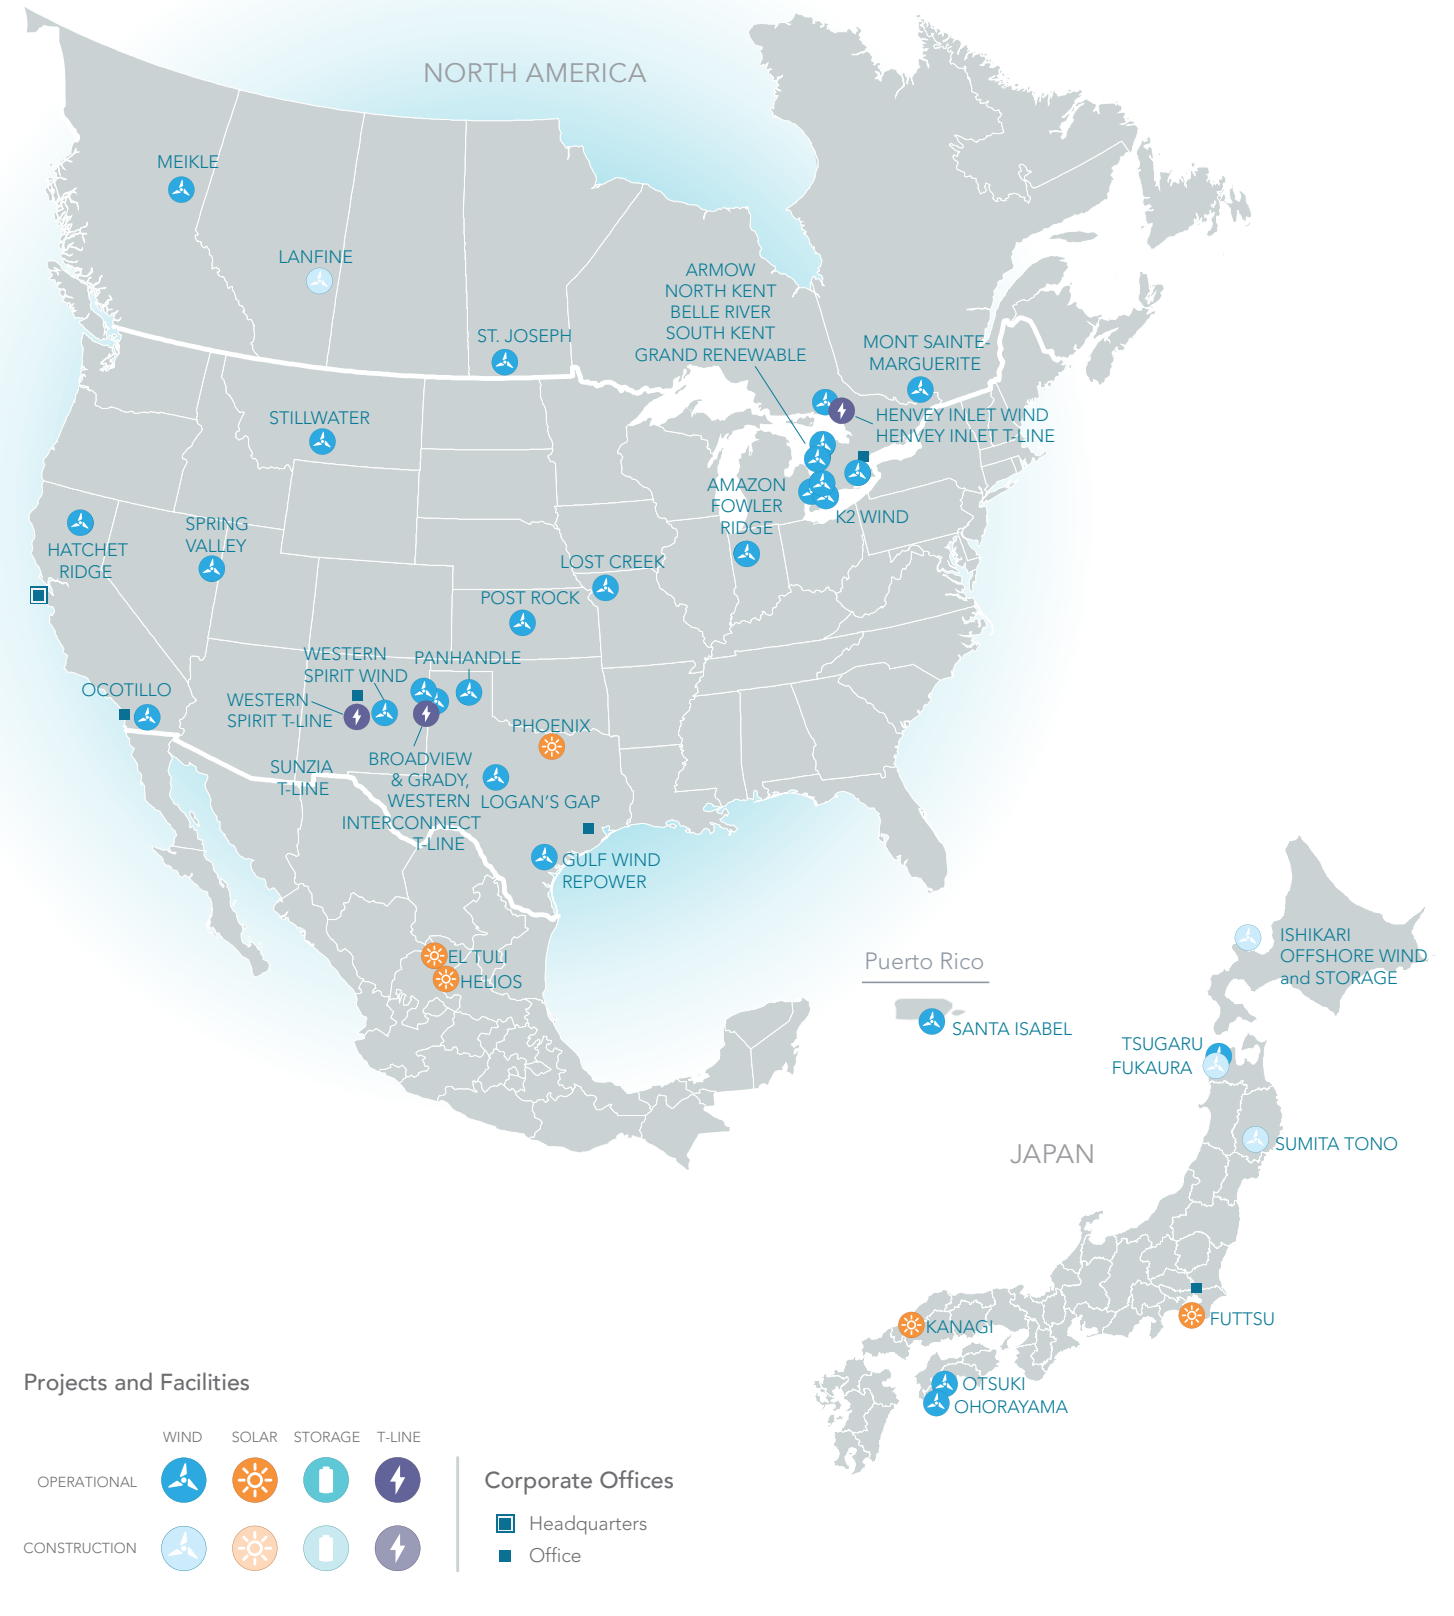 NORTH AMERICA
MEIKLE
LANFINE
ST. JOSEPH
ARMOW
NORTH KENT
BELLE RIVER
SOUTH KENT
GRAND RENEWABLE
MONT SAINTE-
MARGUERITE
HENVEY INLET WIND
HENVEY INLET T-LINE
STILLWATER
AMAZON
FOWLER
RIDGE
K2 WIND
HATCHET
RIDGE
SPRING
VALLEY
LOST CREEK
POST ROCK
WESTERN
SPIRIT WIND
PANHANDLE
OCOTILLO
WESTERN
SPIRIT T-LINE
PHOENIX
SUNZIA
T-LINE
BROADVIEW
& GRADY,
WESTERN
INTERCONNECT
T-LINE
LOGAN'S GAP
GULF WIND
REPOWER
EL TULI
HELIOS
Puerto Rico
SANTA ISABEL
ISHIKARI
OFFSHORE WIND
and STORAGE
TSUGARU
FUKAURA
SUMITA TONO
JAPAN
FUTTSU
KANAGI
OTSUKI
OHORAYAMA
Projects and Facilities
WIND SOLAR STORAGE T-LINE
OPERATIONAL
CONSTRUCTION
Corporate Offices
Headquarters
Office